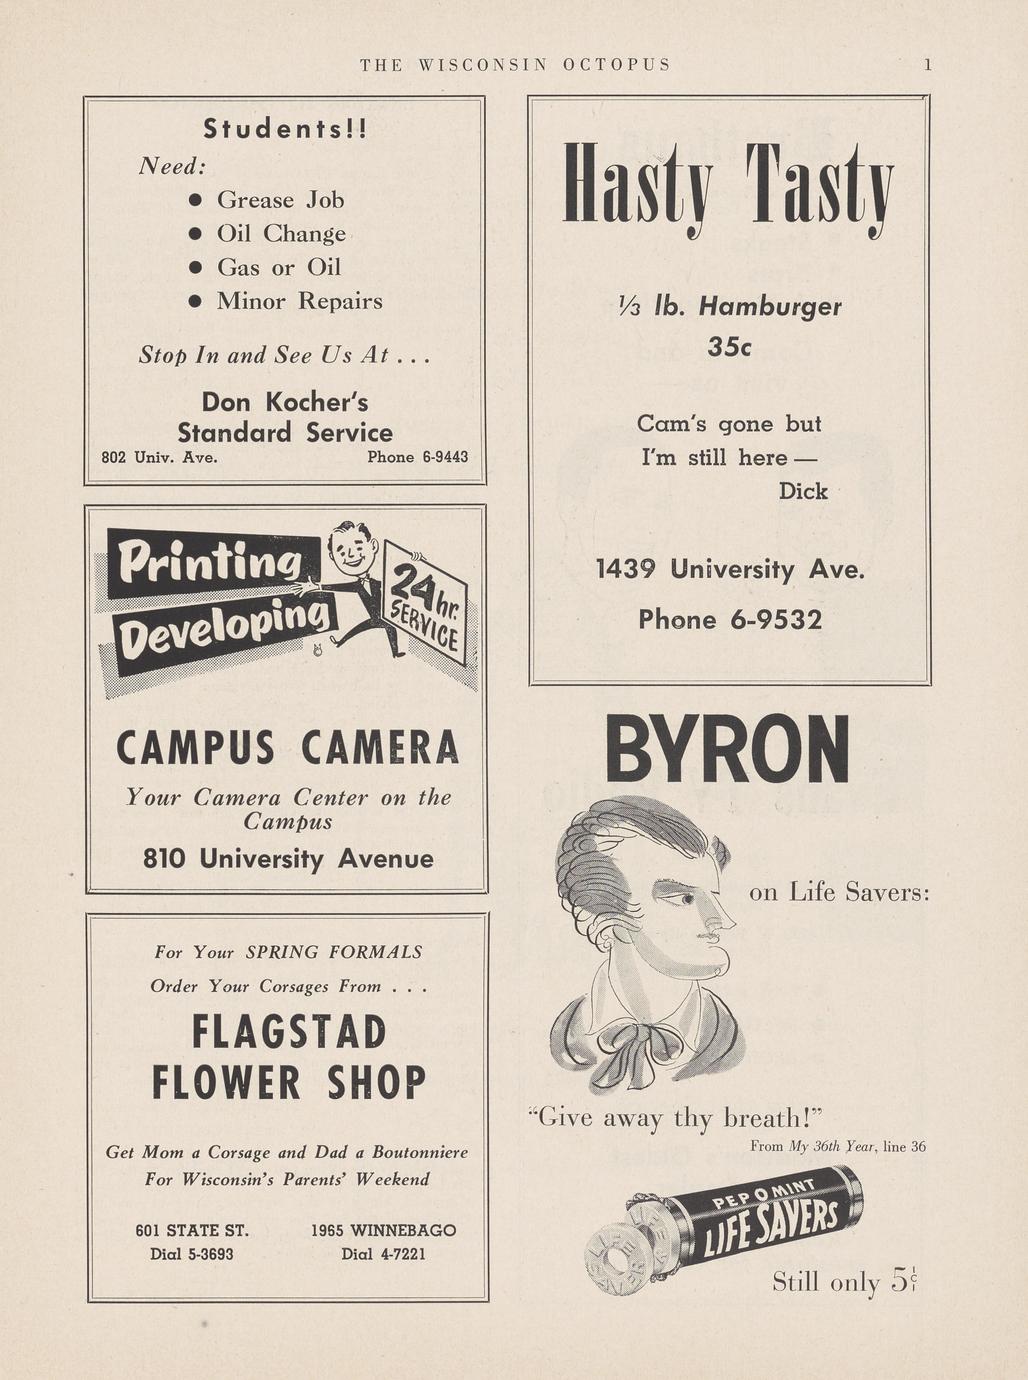 THE WISCONSIN OCTOPUS 1
Students!!
Need:
● Grease Job
● Oil Change
● Gas or Oil
● Minor Repairs
Stop In and See Us At . . .
Don Kocher's
Standard Service
802 Univ. Ave. Phone 6-9443
Printing
Developing
24 hr.
SERVICE
CAMPUS CAMERA
Your Camera Center on the
Campus
810 University Avenue
For Your SPRING FORMALS
Order Your Corsages From . . .
FLAGSTAD
FLOWER SHOP
Get Mom a Corsage and Dad a Boutonniere
For Wisconsin's Parents' Weekend
601 STATE ST. 1965 WINNEBAGO
Dial 5-3693 Dial 4-7221
Hasty Tasty
⅓ lb. Hamburger
35c
Cam's gone but
I'm still here —
Dick
1439 University Ave.
Phone 6-9532
BYRON
on Life Savers:
"Give away thy breath!"
From My 36th Year, line 36
PEP O MINT
LIFE SAVERS
Still only 5¢